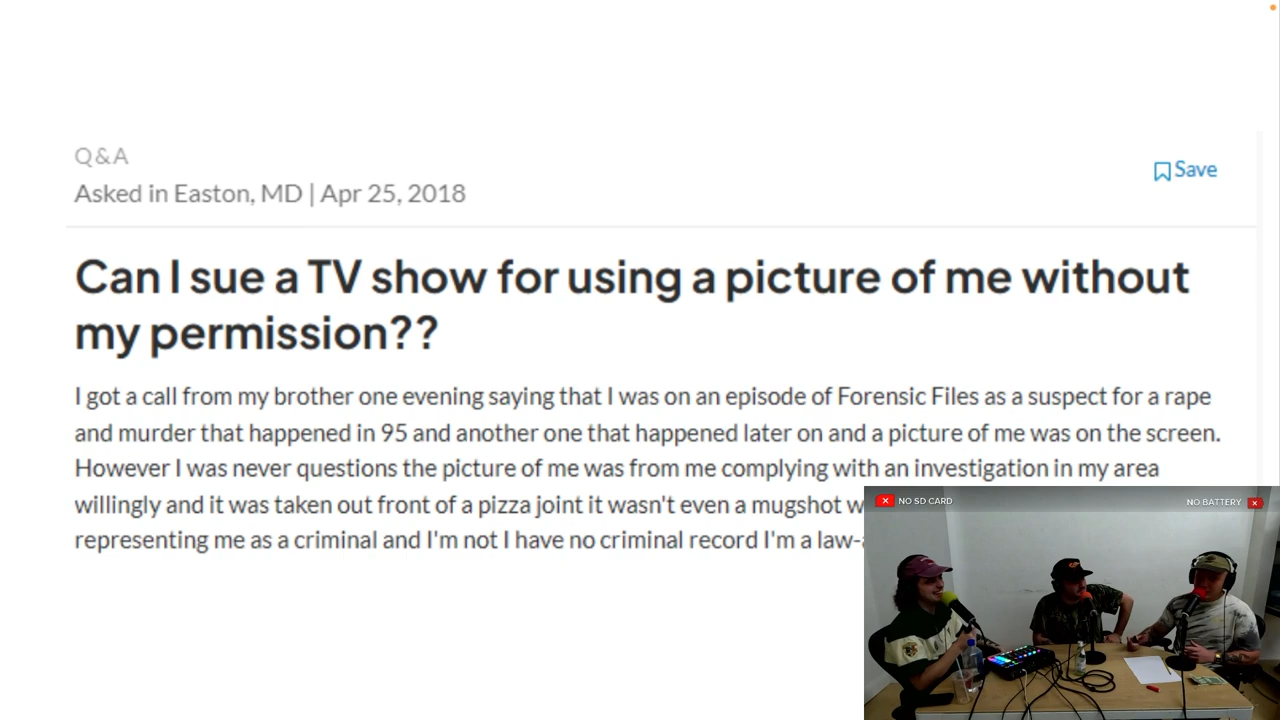 Q&A
Asked in Easton, MD | Apr 25, 2018
Save
Can I sue a TV show for using a picture of me without
my permission??
I got a call from my brother one evening saying that I was on an episode of Forensic Files as a suspect for a rape
and murder that happened in 95 and another one that happened later on and a picture of me was on the screen.
However I was never questions the picture of me was from me complying with an investigation in my area
willingly and it was taken out front of a pizza joint it wasn't even a mugshot
representing me as a criminal and I'm not I have no criminal record I'm a
NO SD CARD
NO BATTERY